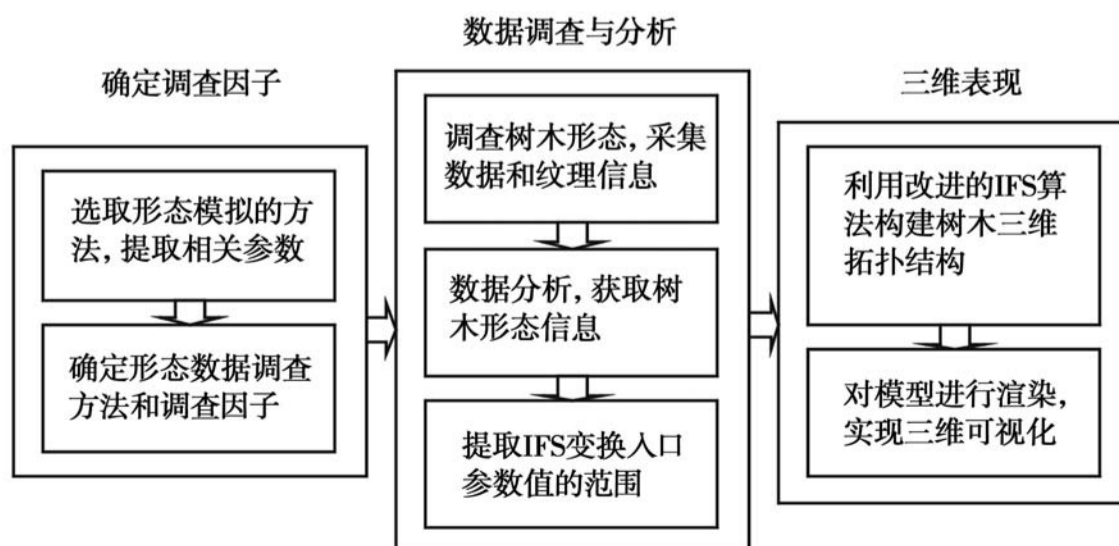 确定调查因子
选取形态模拟的方
法, 提取相关参数
确定形态数据调查
方法和调查因子
数据调查与分析
调查树木形态, 采集
数据和纹理信息
数据分析, 获取树
木形态信息
提取IFS变换入口
参数值的范围
三维表现
利用改进的IFS算
法构建树木三维
拓扑结构
对模型进行渲染,
实现三维可视化